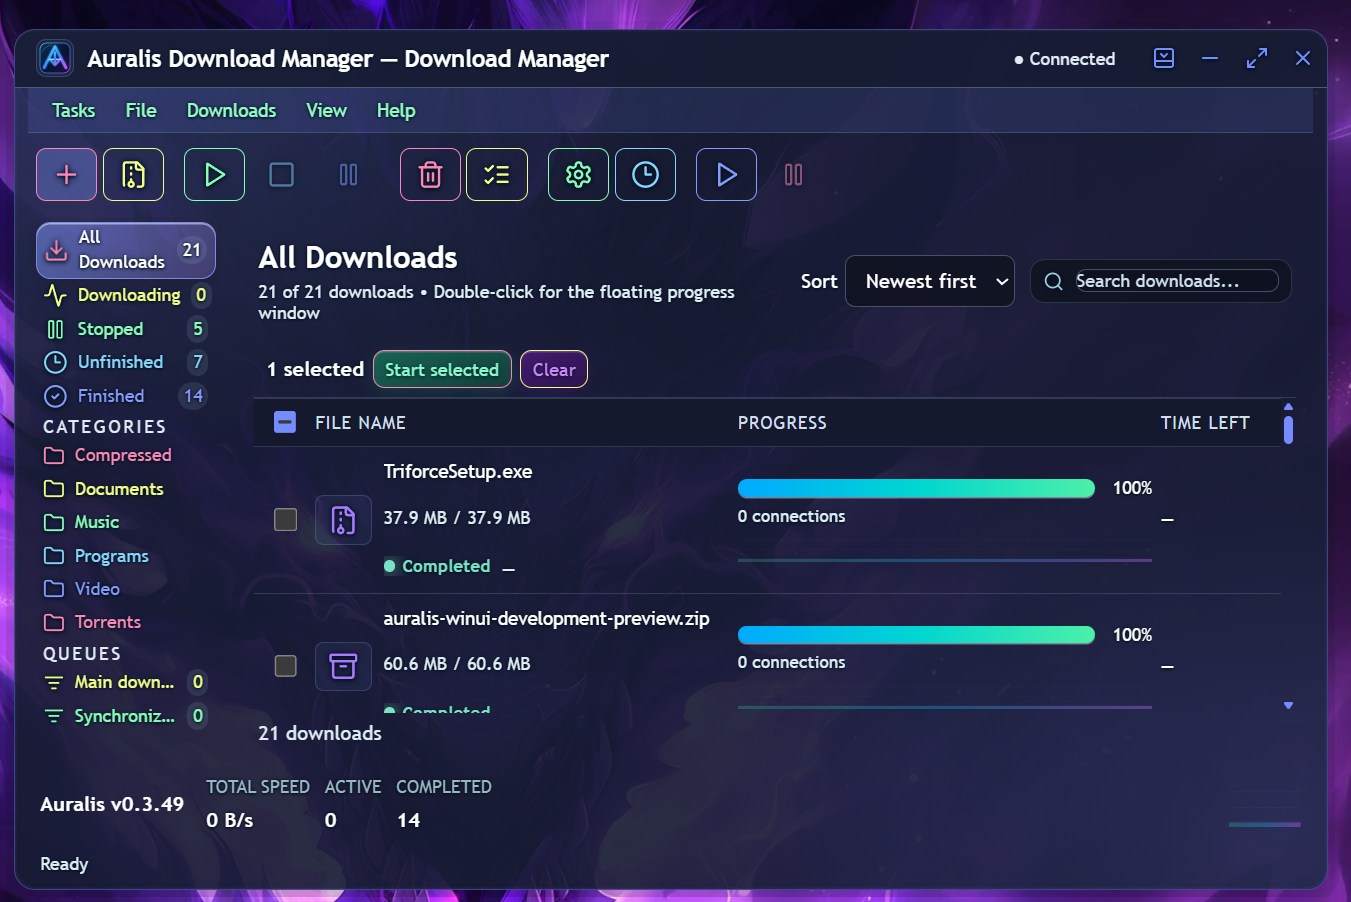 Auralis Download Manager — Download Manager
Connected
Tasks File Downloads View Help
All Downloads 21
Downloading 0
Stopped 5
Unfinished 7
Finished 14
CATEGORIES
Compressed
Documents
Music
Programs
Video
Torrents
QUEUES
Main down... 0
Synchroniz... 0
All Downloads
21 of 21 downloads • Double-click for the floating progress
window
Sort Newest first
Search downloads...
1 selected Start selected Clear
FILE NAME PROGRESS TIME LEFT
TriforceSetup.exe
37.9 MB / 37.9 MB
Completed —
100%
0 connections
—
auralis-winui-development-preview.zip
60.6 MB / 60.6 MB
Completed
100%
0 connections
—
21 downloads
Auralis v0.3.49
TOTAL SPEED ACTIVE COMPLETED
0 B/s 0 14
Ready